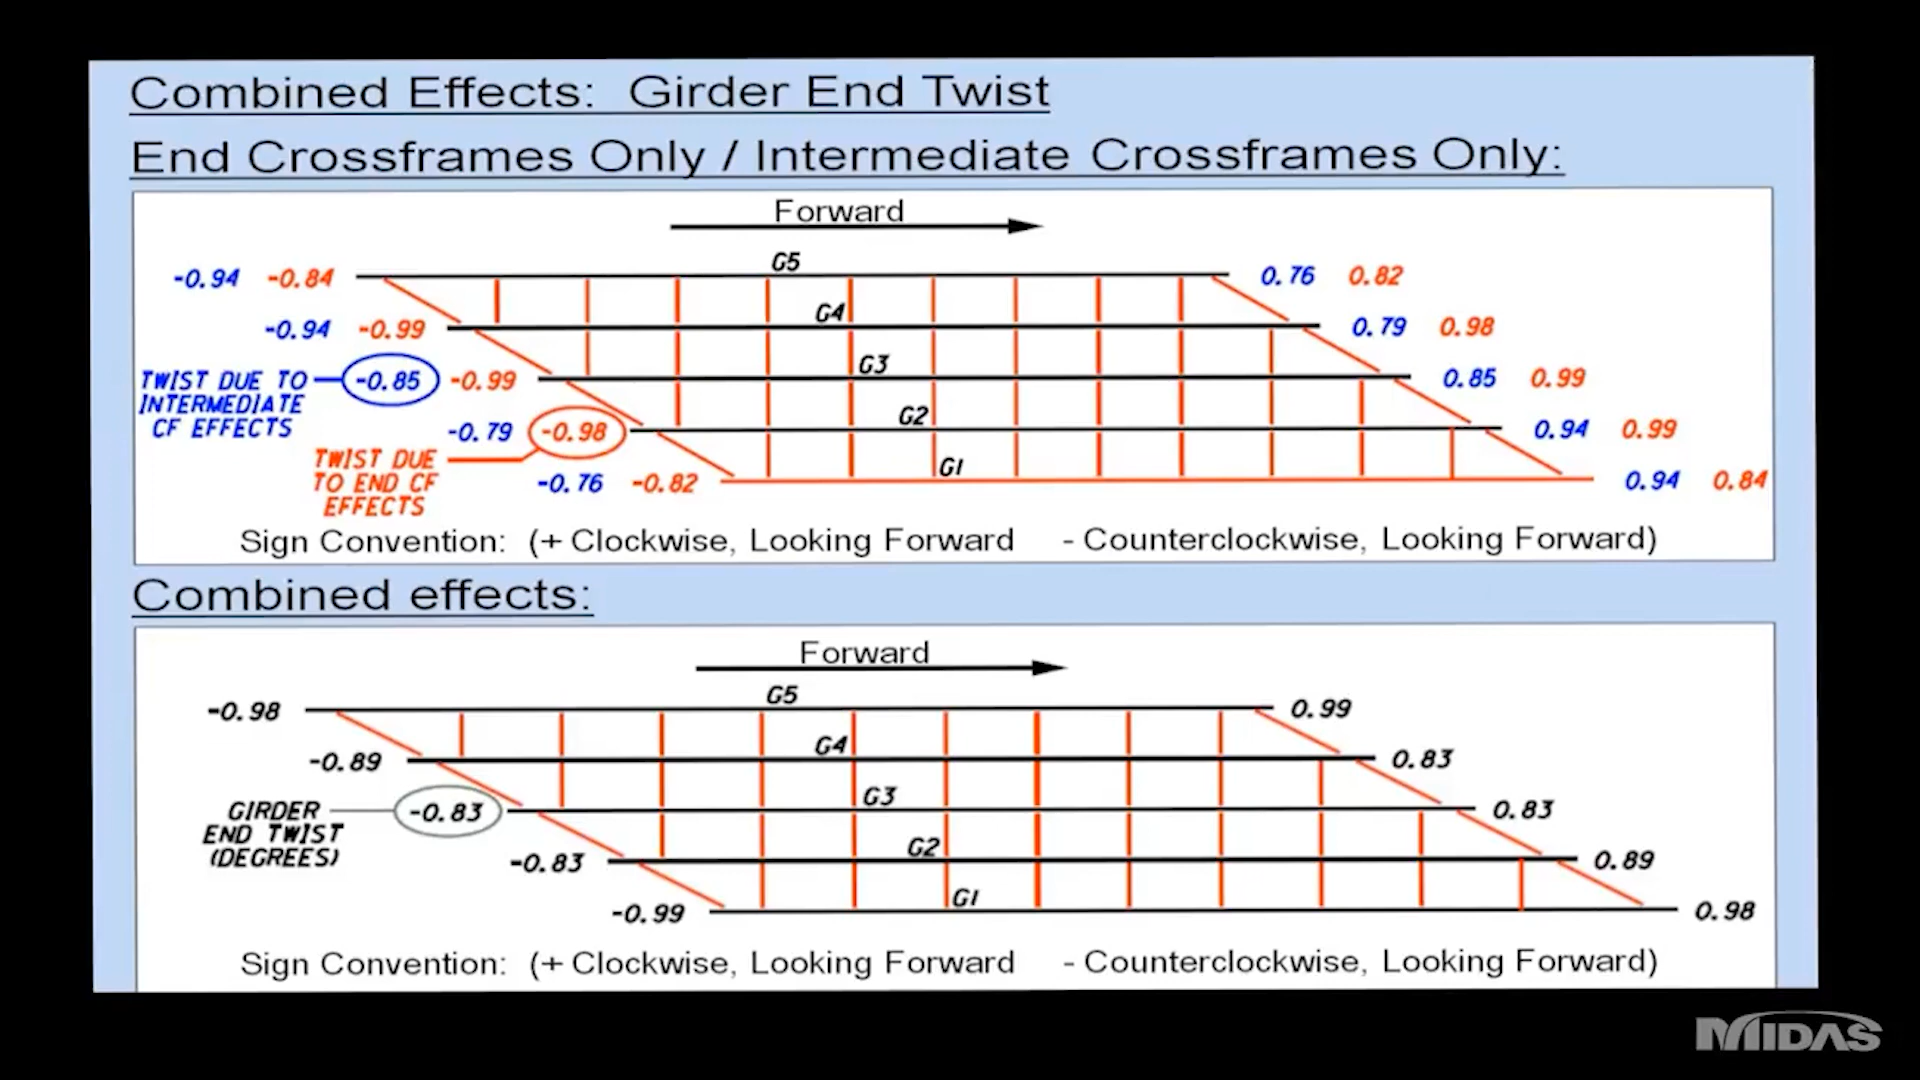 Combined Effects: Girder End Twist
End Crossframes Only / Intermediate Crossframes Only:
Forward
G5
-0.94 -0.84 0.76 0.82
G4
-0.94 -0.99 0.79 0.98
G3
TWIST DUE TO -0.85 -0.99 0.85 0.99
INTERMEDIATE
CF EFFECTS
G2
-0.79 -0.98 0.94 0.99
TWIST DUE
TO END CF
EFFECTS
G1
-0.76 -0.82 0.94 0.84
Sign Convention: (+ Clockwise, Looking Forward - Counterclockwise, Looking Forward)
Combined effects:
Forward
G5
-0.98 0.99
G4
-0.89 0.83
G3
GIRDER -0.83 0.83
END TWIST
(DEGREES)
G2
-0.83 0.89
G1
-0.99 0.98
Sign Convention: (+ Clockwise, Looking Forward - Counterclockwise, Looking Forward)
MIDAS